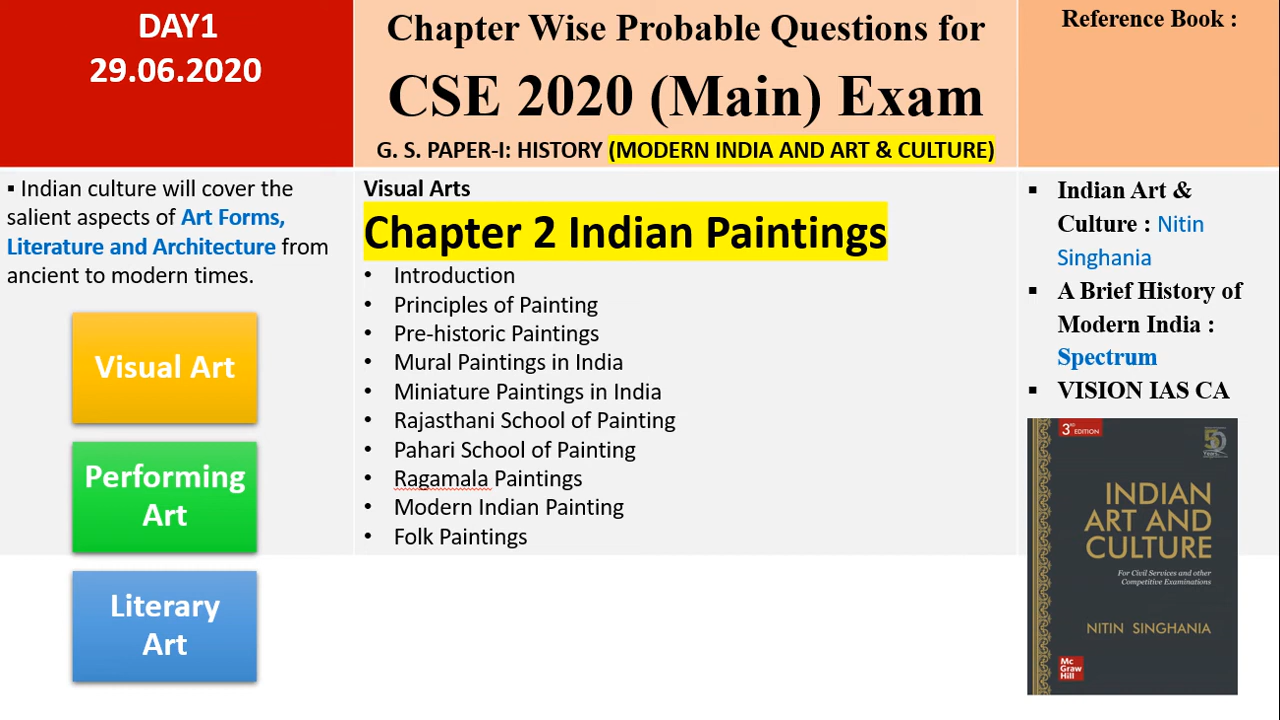 DAY1
29.06.2020
Chapter Wise Probable Questions for
CSE 2020 (Main) Exam
G. S. PAPER-I: HISTORY (MODERN INDIA AND ART & CULTURE)
Reference Book :
▪ Indian culture will cover the
salient aspects of Art Forms,
Literature and Architecture from
ancient to modern times.
Visual Art
Performing
Art
Literary
Art
Visual Arts
Chapter 2 Indian Paintings
• Introduction
• Principles of Painting
• Pre-historic Paintings
• Mural Paintings in India
• Miniature Paintings in India
• Rajasthani School of Painting
• Pahari School of Painting
• Ragamala Paintings
• Modern Indian Painting
• Folk Paintings
▪ Indian Art &
Culture : Nitin
Singhania
▪ A Brief History of
Modern India :
Spectrum
▪ VISION IAS CA
3RD EDITION
50
Years
INDIAN
ART AND
CULTURE
For Civil Services and other
Competitive Examinations
NITIN SINGHANIA
Mc
Graw
Hill